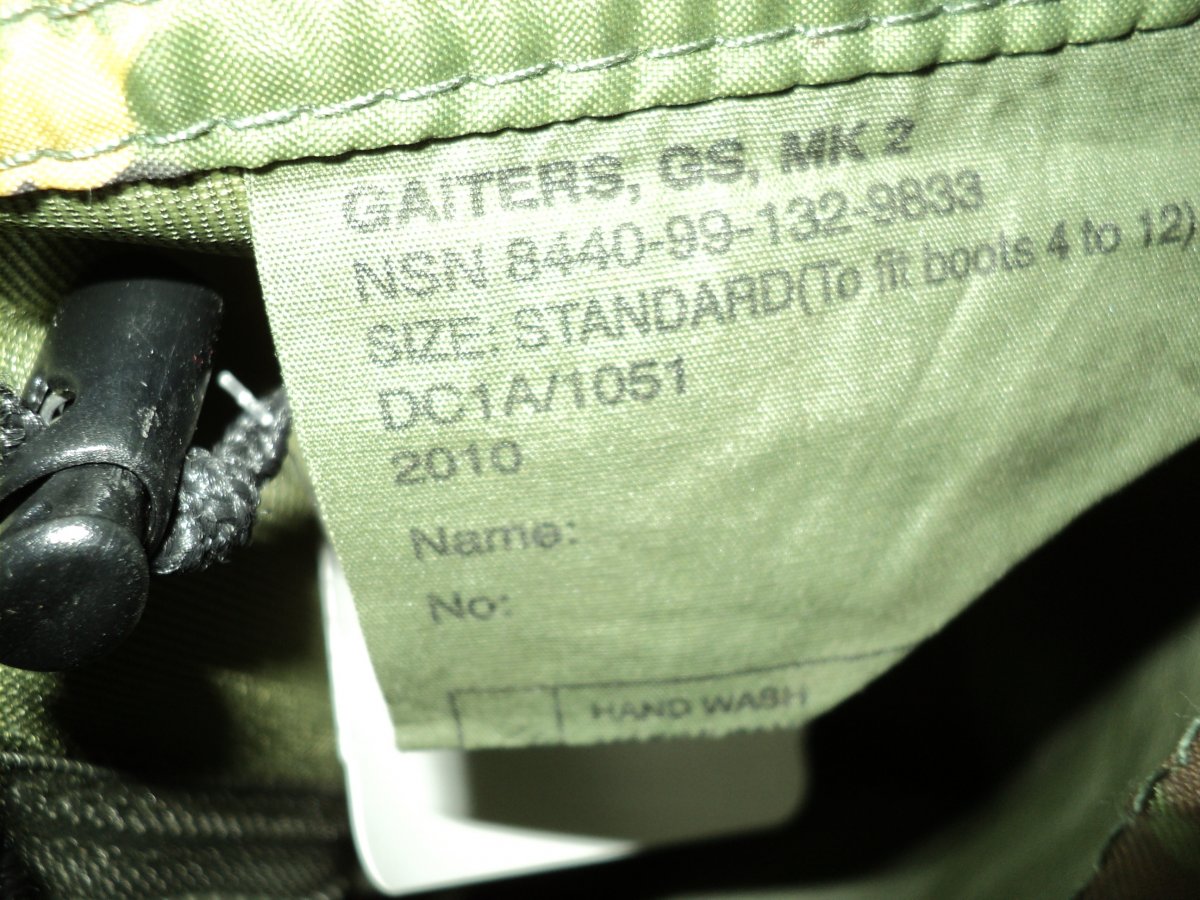 GAITERS, GS, MK 2
NSN 8440-99-132-9833
SIZE: STANDARD(To fit boots 4 to 12)
DC1A/1051
2010
Name:
No:
HAND WASH